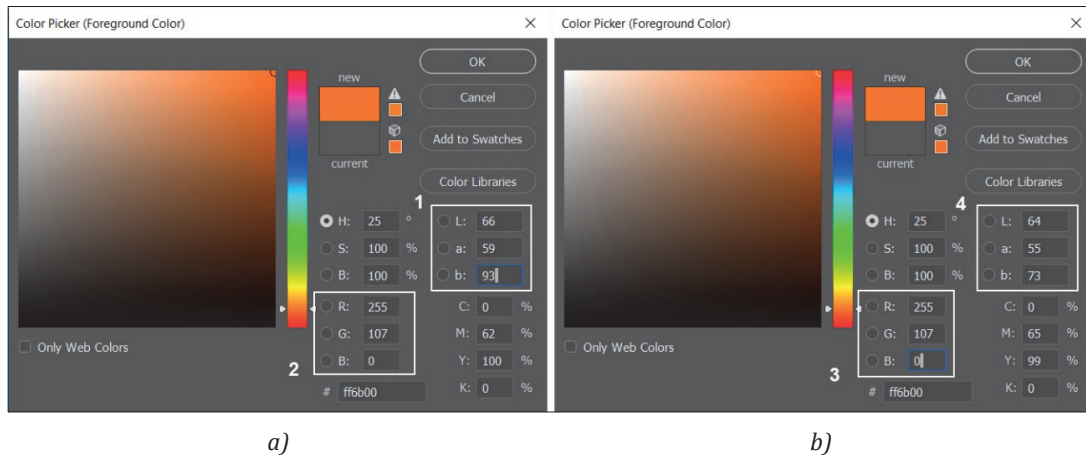 Color Picker (Foreground Color)
new
current
OK
Cancel
Add to Swatches
Color Libraries
1
H: 25 °
S: 100 %
B: 100 %
L: 66
a: 59
b: 93
R: 255
G: 107
B: 0
2
# ff6b00
C: 0 %
M: 62 %
Y: 100 %
K: 0 %
Only Web Colors
a)
Color Picker (Foreground Color)
new
current
OK
Cancel
Add to Swatches
Color Libraries
4
H: 25 °
S: 100 %
B: 100 %
L: 64
a: 55
b: 73
R: 255
G: 107
B: 0
3
# ff6b00
C: 0 %
M: 65 %
Y: 99 %
K: 0 %
Only Web Colors
b)